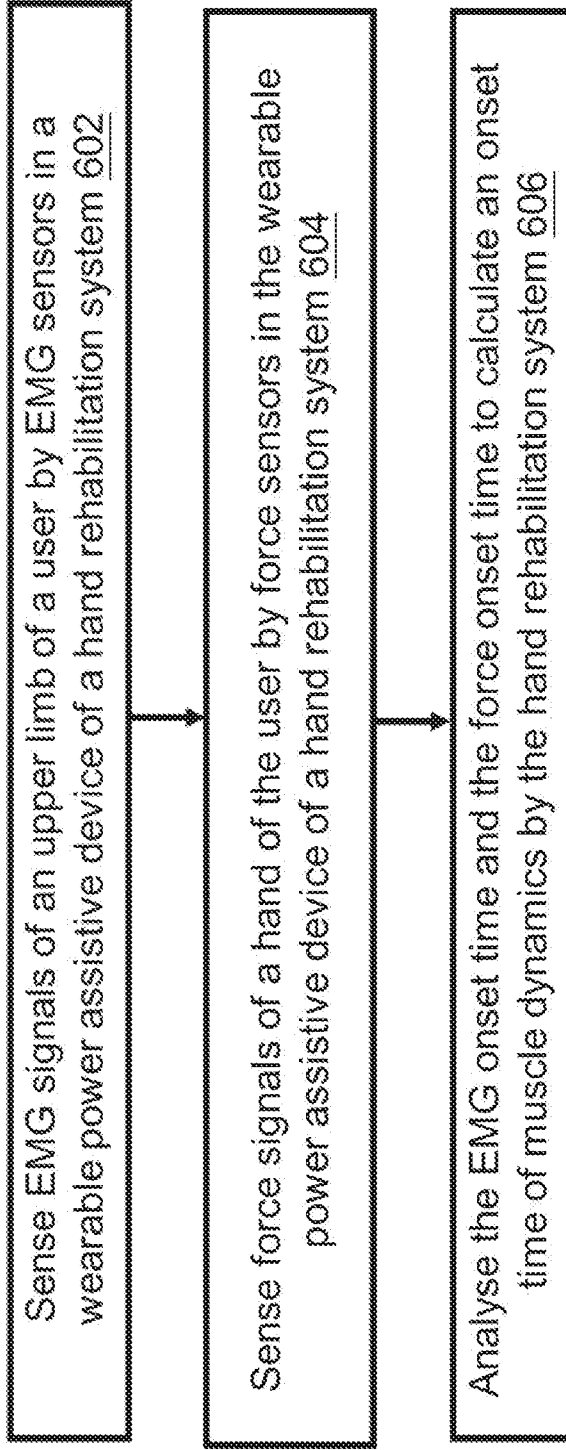 Sense EMG signals of an upper limb of a user by EMG sensors in a
wearable power assistive device of a hand rehabilitation system 602
Sense force signals of a hand of the user by force sensors in the wearable
power assistive device of a hand rehabilitation system 604
Analyse the EMG onset time and the force onset time to calculate an onset
time of muscle dynamics by the hand rehabilitation system 606